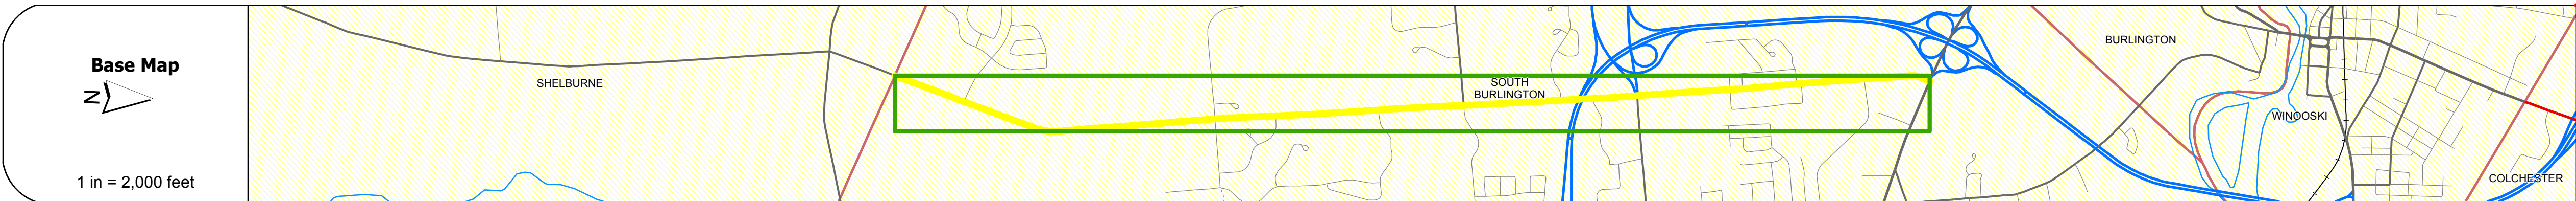 Base Map
N
1 in = 2,000 feet
SHELBURNE
SOUTH
BURLINGTON
BURLINGTON
WINOOSKI
COLCHESTER